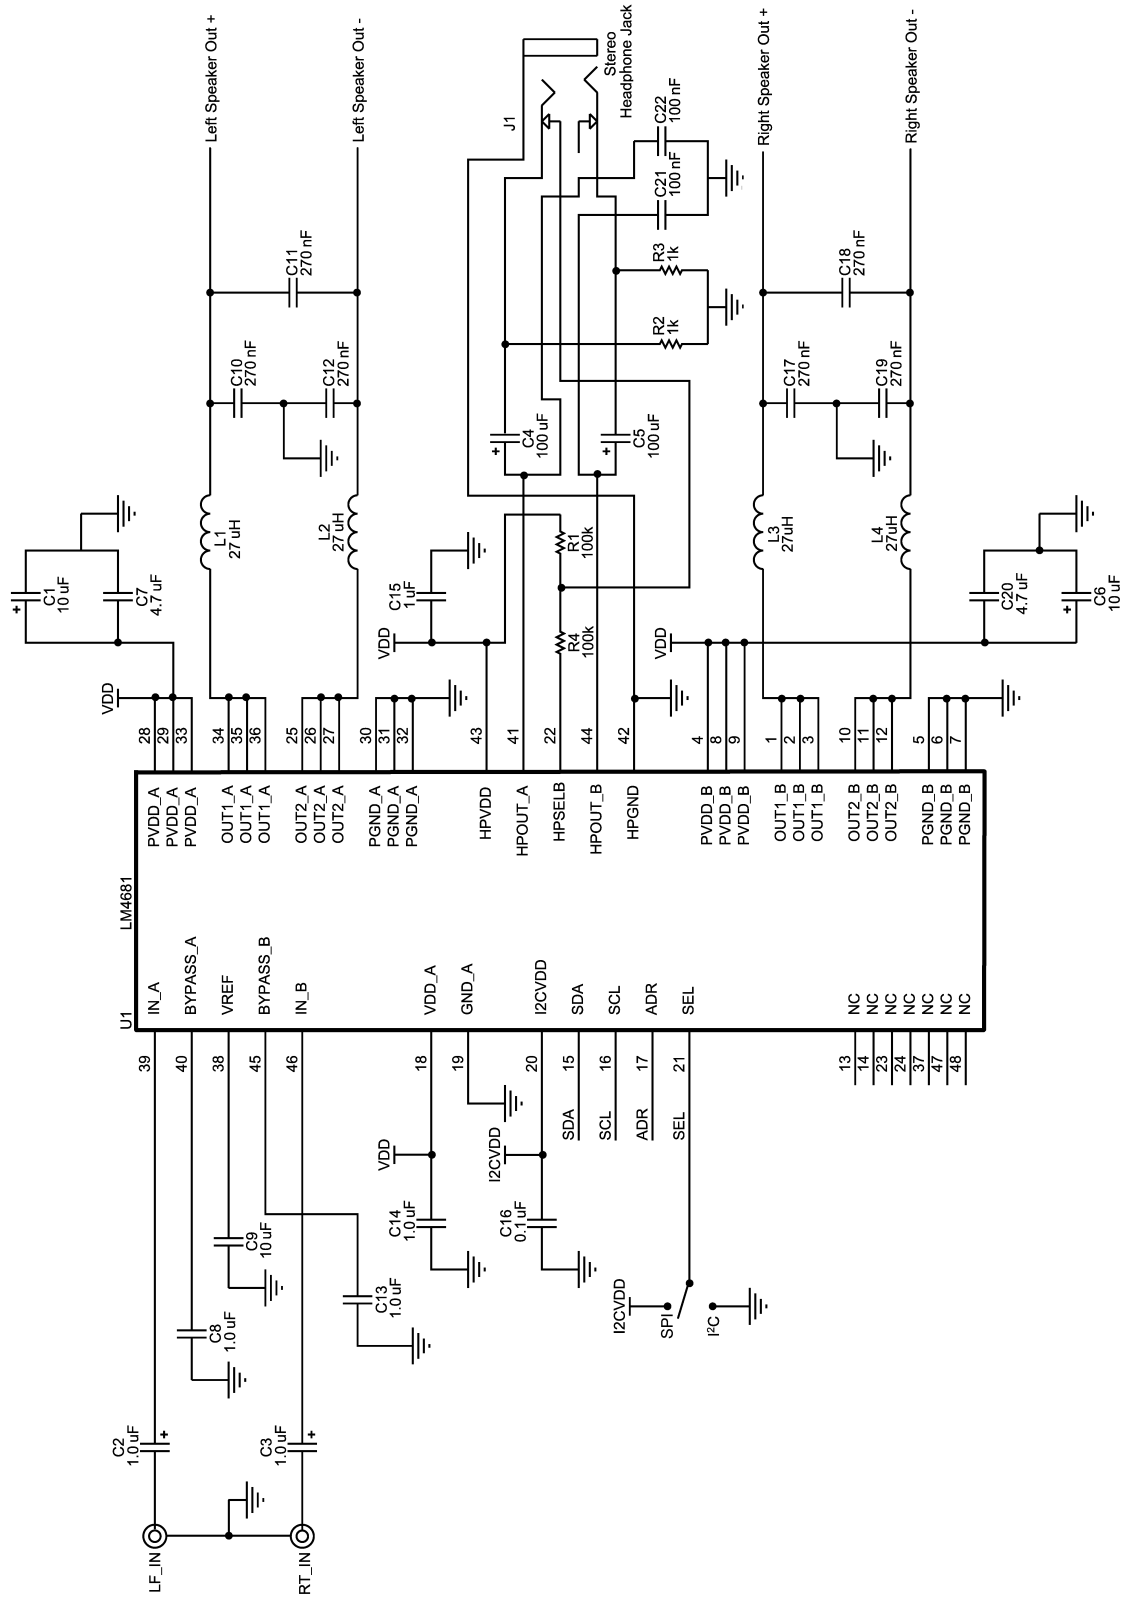 U1
LM4681
LF_IN
RT_IN
C2
1.0 uF
+
C3
1.0 uF
+
C8
1.0 uF
C9
10 uF
C13
1.0 uF
VDD
C14
1.0 uF
I2CVDD
C16
0.1uF
I2CVDD
SPI
I²C
SDA
SCL
ADR
SEL
39
40
38
45
46
18
19
20
15
16
17
21
13
14
23
24
37
47
48
IN_A
BYPASS_A
VREF
BYPASS_B
IN_B
VDD_A
GND_A
I2CVDD
SDA
SCL
ADR
SEL
NC
NC
NC
NC
NC
NC
NC
PVDD_A
PVDD_A
PVDD_A
OUT1_A
OUT1_A
OUT1_A
OUT2_A
OUT2_A
OUT2_A
PGND_A
PGND_A
PGND_A
HPVDD
HPOUT_A
HPSELB
HPOUT_B
HPGND
PVDD_B
PVDD_B
PVDD_B
OUT1_B
OUT1_B
OUT1_B
OUT2_B
OUT2_B
OUT2_B
PGND_B
PGND_B
PGND_B
28
29
33
34
35
36
25
26
27
30
31
32
43
41
22
44
42
4
8
9
1
2
3
10
11
12
5
6
7
VDD
C1
10 uF
+
C7
4.7 uF
L1
27 uH
L2
27 uH
C10
270 nF
C12
270 nF
C11
270 nF
Left Speaker Out +
Left Speaker Out -
VDD
C15
1 uF
R1
100k
R4
100k
C4
100 uF
+
C5
100 uF
+
R2
1k
R3
1k
C21
100 nF
C22
100 nF
J1
Stereo
Headphone Jack
VDD
L3
27uH
L4
27uH
C17
270 nF
C19
270 nF
C18
270 nF
Right Speaker Out +
Right Speaker Out -
C20
4.7 uF
C6
10 uF
+